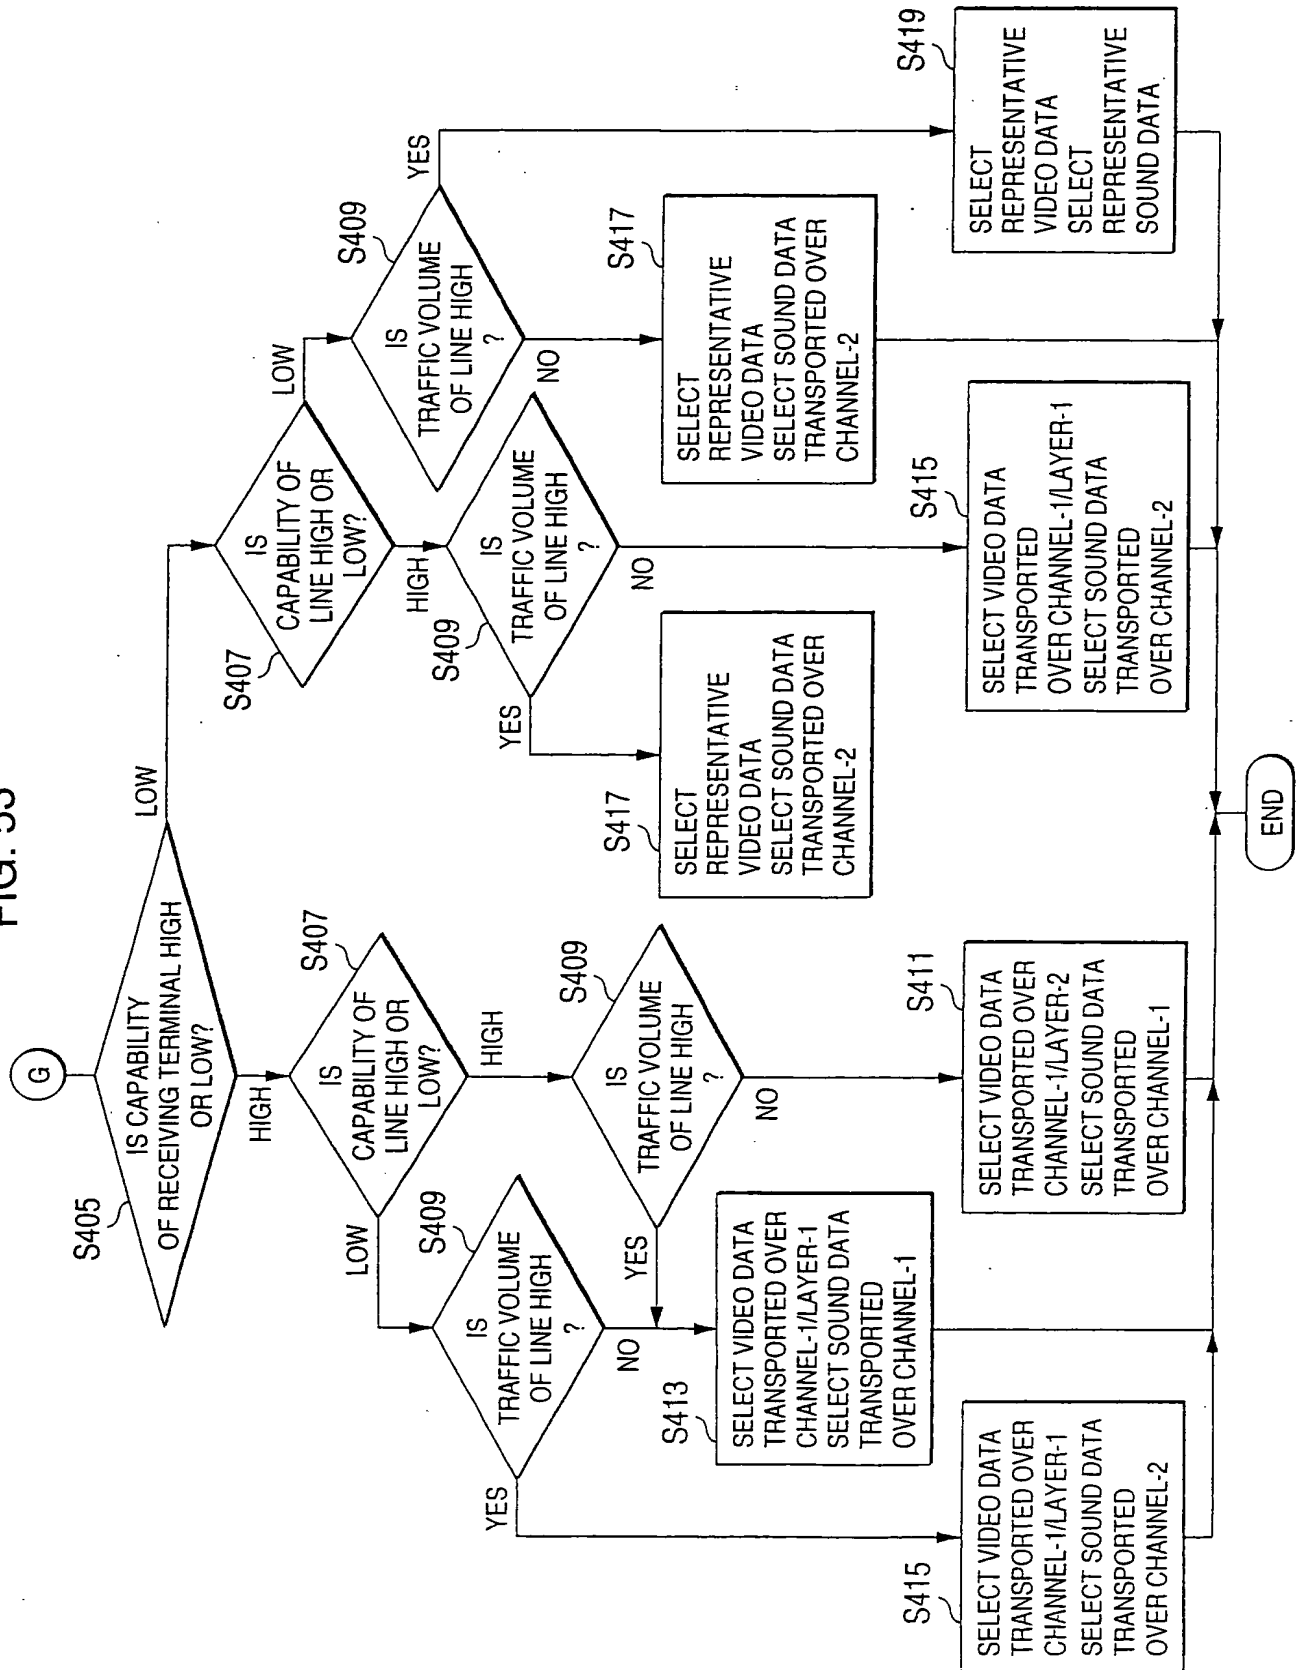 FIG.
G
S405
IS CAPABILITY
OF RECEIVING TERMINAL HIGH
OR LOW?
LOW
HIGH
S407
IS
CAPABILITY OF
LINE HIGH OR
LOW?
LOW
HIGH
S407
IS
CAPABILITY OF
LINE HIGH OR
LOW?
LOW
HIGH
S409
IS
TRAFFIC VOLUME
OF LINE HIGH
?
YES
NO
S409
IS
TRAFFIC VOLUME
OF LINE HIGH
?
YES
NO
S409
IS
TRAFFIC VOLUME
OF LINE HIGH
?
YES
NO
S409
IS
TRAFFIC VOLUME
OF LINE HIGH
?
YES
NO
S413
SELECT VIDEO DATA
TRANSPORTED OVER
CHANNEL-1/LAYER-1
SELECT SOUND DATA
TRANSPORTED
OVER CHANNEL-1
S417
SELECT
REPRESENTATIVE
VIDEO DATA
SELECT SOUND DATA
TRANSPORTED OVER
CHANNEL-2
S417
SELECT
REPRESENTATIVE
VIDEO DATA
SELECT SOUND DATA
TRANSPORTED OVER
CHANNEL-2
S415
SELECT VIDEO DATA
TRANSPORTED OVER
CHANNEL-1/LAYER-1
SELECT SOUND DATA
TRANSPORTED
OVER CHANNEL-2
S411
SELECT VIDEO DATA
TRANSPORTED OVER
CHANNEL-1/LAYER-2
SELECT SOUND DATA
TRANSPORTED
OVER CHANNEL-1
S415
SELECT VIDEO DATA
TRANSPORTED
OVER CHANNEL-1/LAYER-1
SELECT SOUND DATA
TRANSPORTED
OVER CHANNEL-2
S419
SELECT
REPRESENTATIVE
VIDEO DATA
SELECT
REPRESENTATIVE
SOUND DATA
END